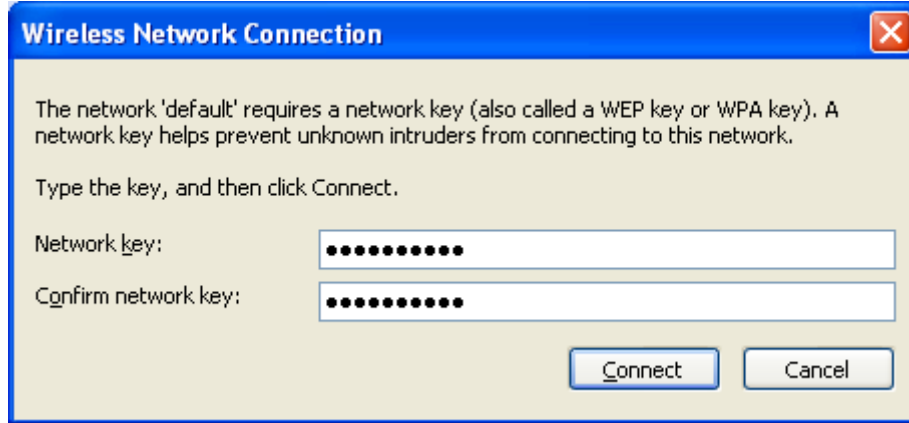 Wireless Network Connection
The network 'default' requires a network key (also called a WEP key or WPA key). A
network key helps prevent unknown intruders from connecting to this network.
Type the key, and then click Connect.
Network key: ●●●●●●●●●●
Confirm network key: ●●●●●●●●●●
Connect Cancel